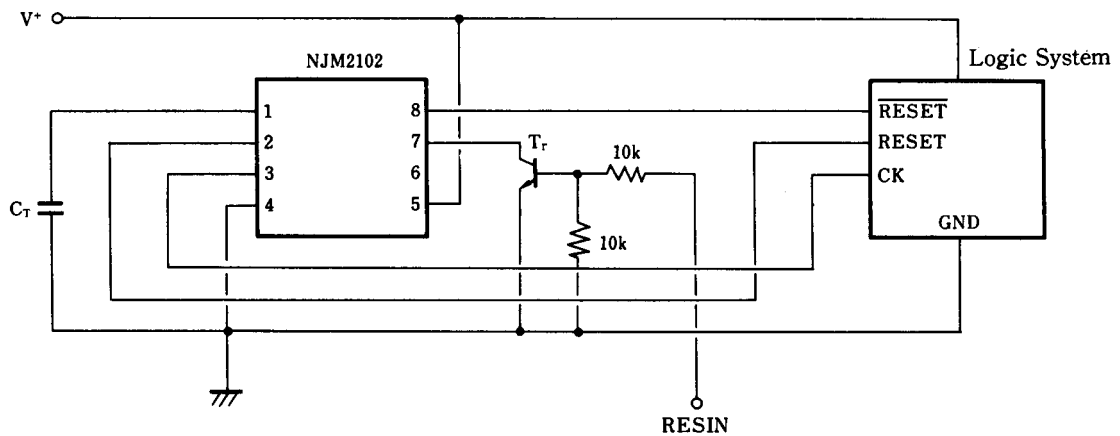 V⁺
NJM2102
Logic System
1
2
3
4
8
7
6
5
Tᵣ
10k
10k
C_T
RESET
RESET
CK
GND
RESIN